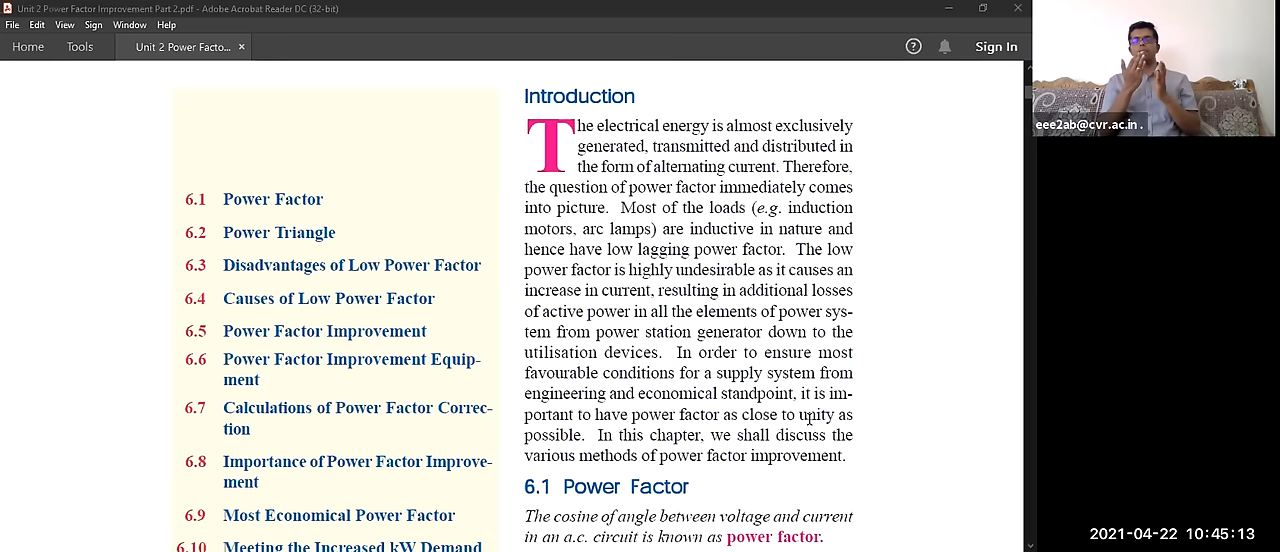 Unit 2 Power Factor Improvement Part 2.pdf - Adobe Acrobat Reader DC (32-bit)
File Edit View Sign Window Help
Home Tools Unit 2 Power Facto... × Sign In
eee2ab@cvr.ac.in .
6.1 Power Factor
6.2 Power Triangle
6.3 Disadvantages of Low Power Factor
6.4 Causes of Low Power Factor
6.5 Power Factor Improvement
6.6 Power Factor Improvement Equip-
ment
6.7 Calculations of Power Factor Correc-
tion
6.8 Importance of Power Factor Improve-
ment
6.9 Most Economical Power Factor
6.10 Meeting the Increased kW Demand
Introduction
The electrical energy is almost exclusively
generated, transmitted and distributed in
the form of alternating current. Therefore,
the question of power factor immediately comes
into picture. Most of the loads (e.g. induction
motors, arc lamps) are inductive in nature and
hence have low lagging power factor. The low
power factor is highly undesirable as it causes an
increase in current, resulting in additional losses
of active power in all the elements of power sys-
tem from power station generator down to the
utilisation devices. In order to ensure most
favourable conditions for a supply system from
engineering and economical standpoint, it is im-
portant to have power factor as close to unity as
possible. In this chapter, we shall discuss the
various methods of power factor improvement.
6.1 Power Factor
The cosine of angle between voltage and current
in an a.c. circuit is known as power factor.
2021-04-22 10:45:13